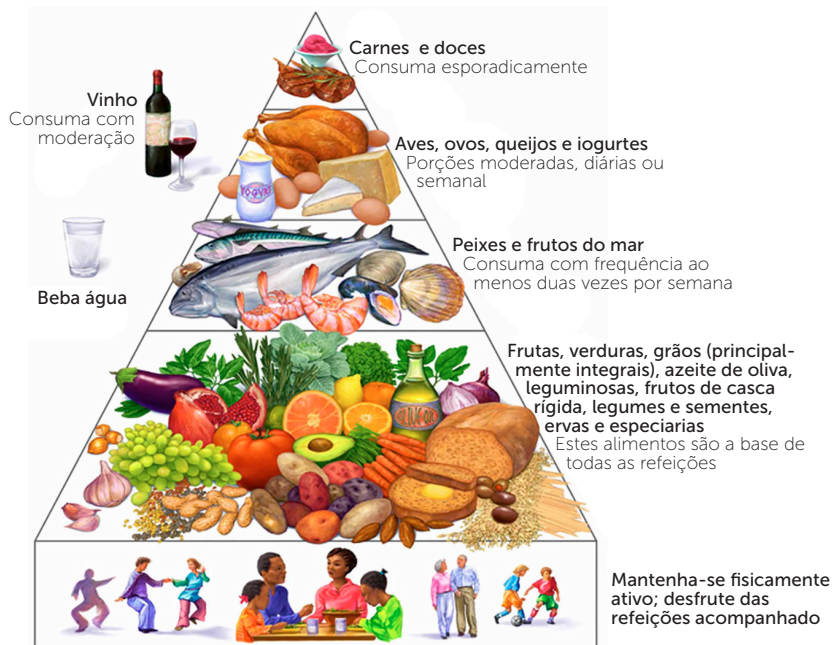 Carnes e doces
Consuma esporadicamente
Vinho
Consuma com
moderação
Aves, ovos, queijos e iogurtes
Porções moderadas, diárias ou
semanal
YOGURT
Beba água
Peixes e frutos do mar
Consuma com frequência ao
menos duas vezes por semana
Frutas, verduras, grãos (principal-
mente integrais), azeite de oliva,
leguminosas, frutos de casca
rígida, legumes e sementes,
ervas e especiarias
Estes alimentos são a base de
todas as refeições
Mantenha-se fisicamente
ativo; desfrute das
refeições acompanhado